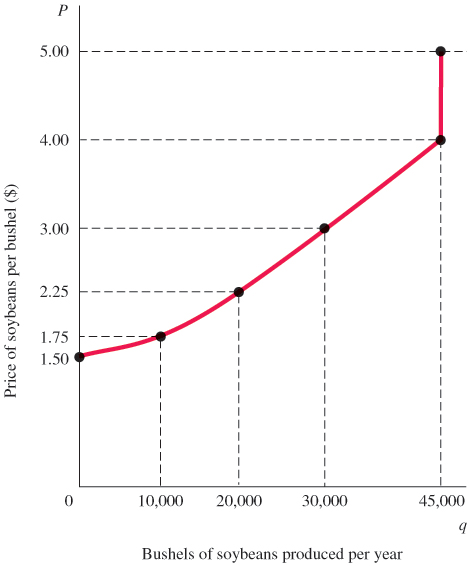 P
5.00
4.00
3.00
2.25
1.75
1.50
Price of soybeans per bushel ($)
0 10,000 20,000 30,000 45,000
q
Bushels of soybeans produced per year